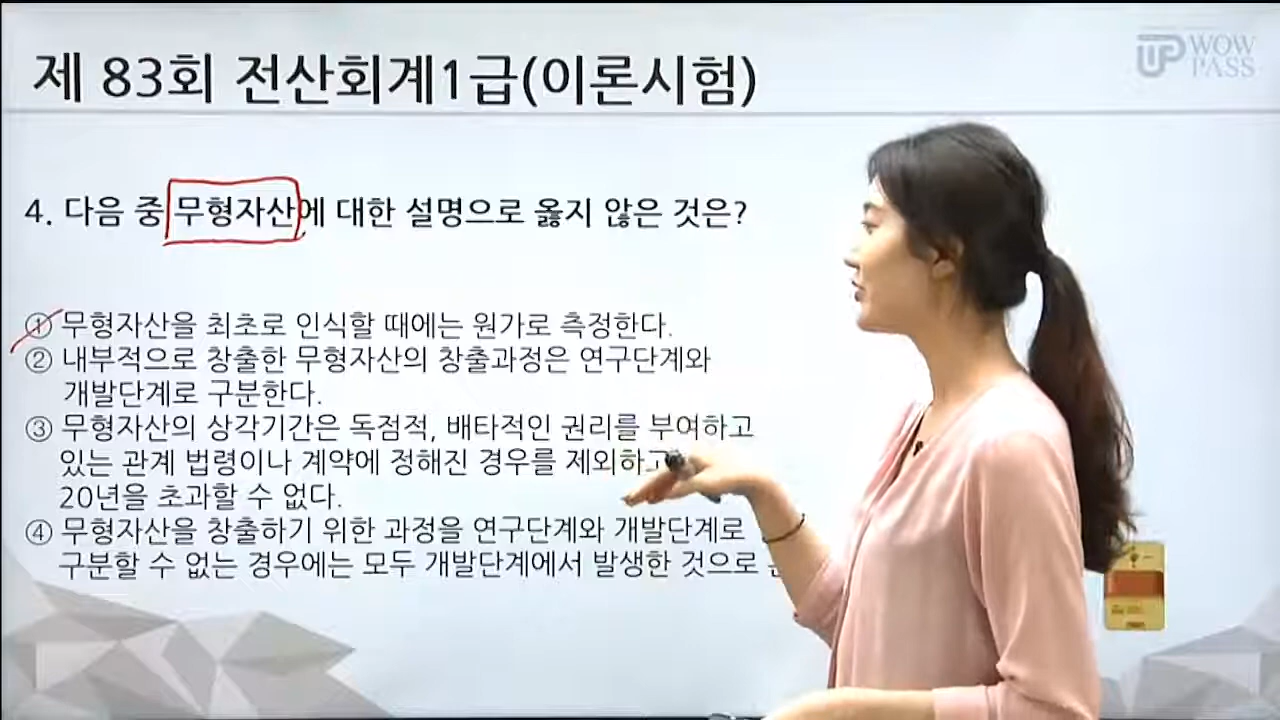 제 83회 전산회계1급(이론시험)
UP WOW
PASS
4. 다음 중 무형자산에 대한 설명으로 옳지 않은 것은?
① 무형자산을 최초로 인식할 때에는 원가로 측정한다.
② 내부적으로 창출한 무형자산의 창출과정은 연구단계와
개발단계로 구분한다.
③ 무형자산의 상각기간은 독점적, 배타적인 권리를 부여하고
있는 관계 법령이나 계약에 정해진 경우를 제외하고
20년을 초과할 수 없다.
④ 무형자산을 창출하기 위한 과정을 연구단계와 개발단계로
구분할 수 없는 경우에는 모두 개발단계에서 발생한 것으로